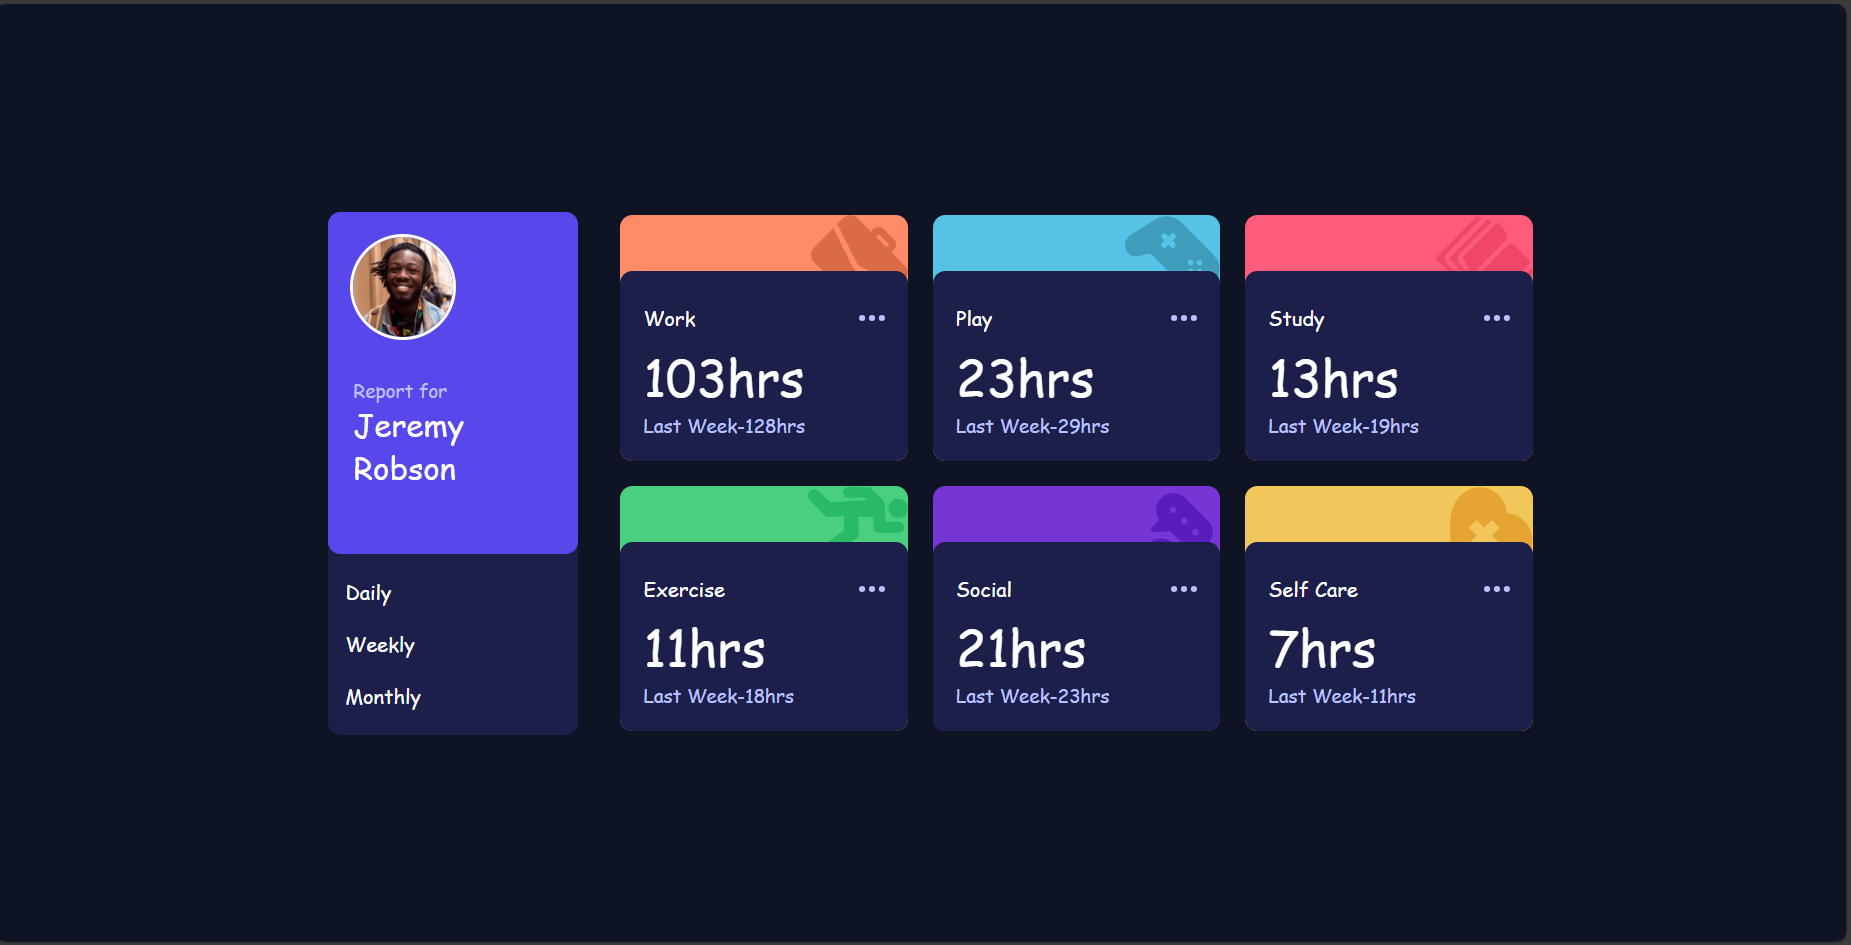 Report for
Jeremy
Robson
Daily
Weekly
Monthly
Work
103hrs
Last Week-128hrs
Play
23hrs
Last Week-29hrs
Study
13hrs
Last Week-19hrs
Exercise
11hrs
Last Week-18hrs
Social
21hrs
Last Week-23hrs
Self Care
7hrs
Last Week-11hrs